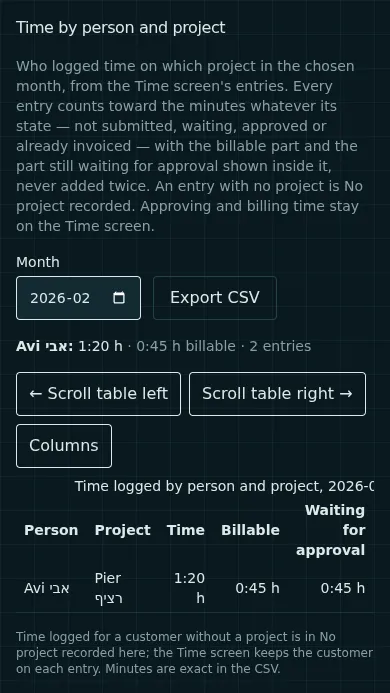 Time by person and project
Who logged time on which project in the chosen
month, from the Time screen's entries. Every
entry counts toward the minutes whatever its
state — not submitted, waiting, approved or
already invoiced — with the billable part and the
part still waiting for approval shown inside it,
never added twice. An entry with no project is No
project recorded. Approving and billing time stay
on the Time screen.
Month
2026-02
Export CSV
Avi אבי: 1:20 h · 0:45 h billable · 2 entries
← Scroll table left
Scroll table right →
Columns
Time logged by person and project, 2026-0
Person Project Time Billable Waiting for approval
Avi אבי Pier רציף 1:20 h 0:45 h 0:45 h
Time logged for a customer without a project is in No
project recorded here; the Time screen keeps the customer
on each entry. Minutes are exact in the CSV.